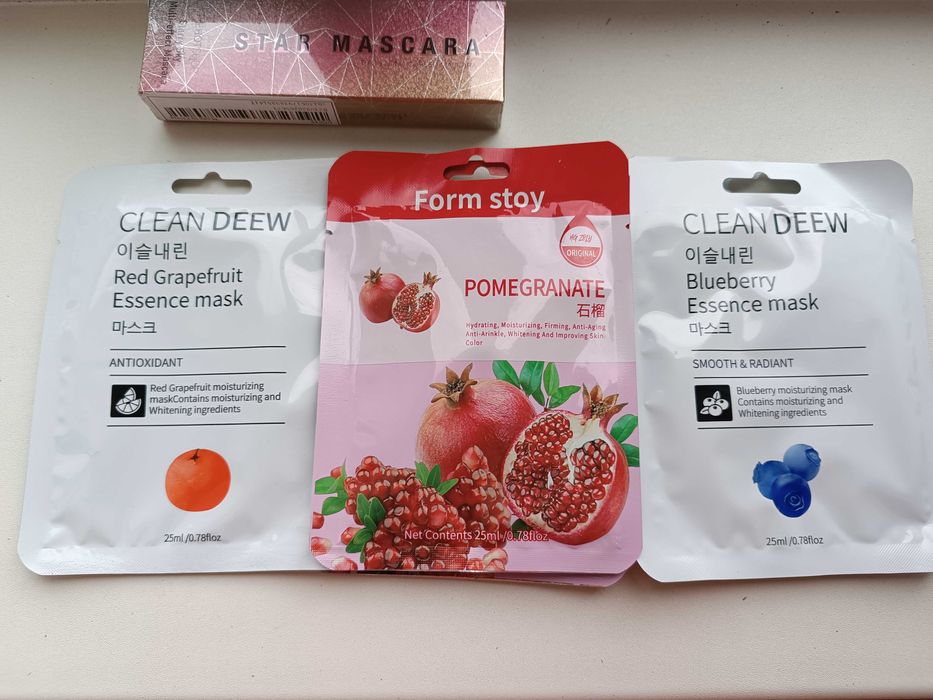 STAR MASCARA
CLEAN DEEW
이슬내린
Red Grapefruit
Essence mask
마스크
ANTIOXIDANT
Red Grapefruit moisturizing
maskContains moisturizing and
Whitening ingredients
25ml /0.78floz
Form stoy
ORIGINAL
POMEGRANATE
石榴
Hydrating, Moisturizing, Firming, Anti-Aging
Anti-Arinkle, Whitening And Improving Skin
Color
Net Contents 25ml /0.78floz
CLEAN DEEW
이슬내린
Blueberry
Essence mask
마스크
SMOOTH & RADIANT
Blueberry moisturizing mask
Contains moisturizing and
Whitening ingredients
25ml /0.78floz